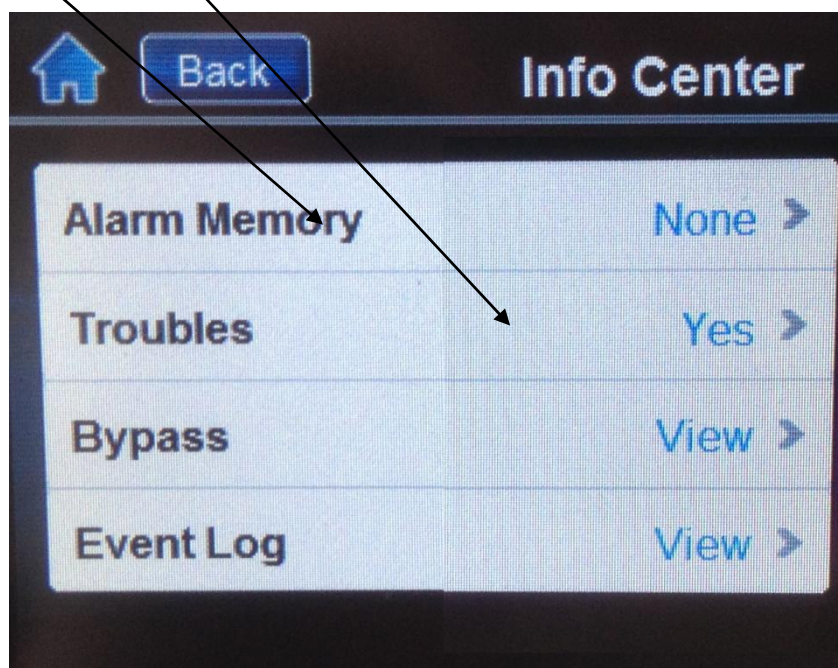 Back Info Center
Alarm Memory None
Troubles Yes
Bypass View
Event Log View